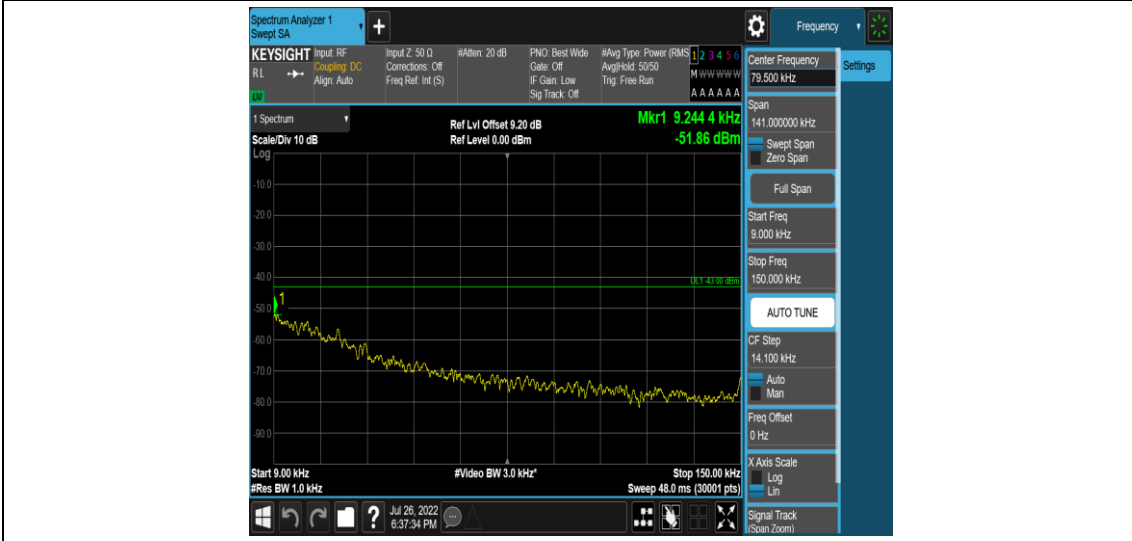 Spectrum Analyzer 1
Swept SA
Frequency
KEYSIGHT
Input: RF
Coupling: DC
Align: Auto
Input Z: 50 Ω
Corrections: Off
Freq Ref: Int (S)
#Atten: 20 dB
PNO: Best Wide
Gate: Off
IF Gain: Low
Sig Track: Off
#Avg Type: Power (RMS
Avg|Hold: 50/50
Trig: Free Run
1 2 3 4 5 6
M W W W W W
A A A A A A
RL
Center Frequency
79.500 kHz
Settings
Span
141.000000 kHz
Swept Span
Zero Span
Full Span
Start Freq
9.000 kHz
Stop Freq
150.000 kHz
AUTO TUNE
CF Step
14.100 kHz
Auto
Man
Freq Offset
0 Hz
X Axis Scale
Log
Lin
Signal Track
(Span Zoom)
1 Spectrum
Scale/Div 10 dB
Ref Lvl Offset 9.20 dB
Ref Level 0.00 dBm
Mkr1 9.244 4 kHz
-51.86 dBm
Log
-10.0
-20.0
-30.0
-40.0
DL1 -43.00 dBm
1
-50.0
-60.0
-70.0
-80.0
-90.0
Start 9.00 kHz
#Video BW 3.0 kHz*
Stop 150.00 kHz
#Res BW 1.0 kHz
Sweep 48.0 ms (30001 pts)
?
Jul 26, 2022
6:37:34 PM